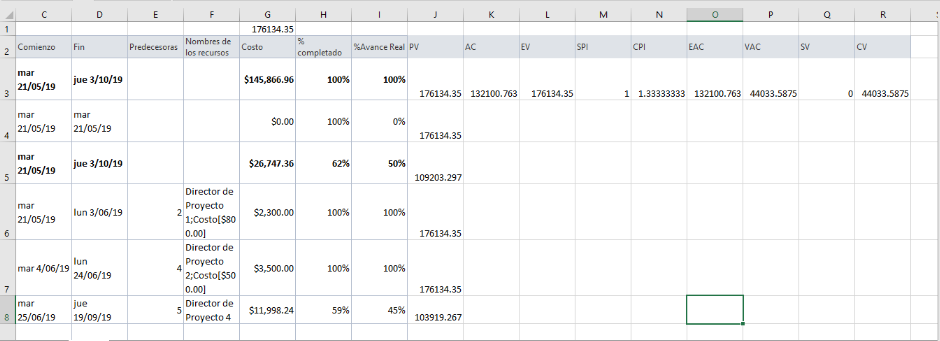 C D E F G H I J K L M N O P Q R
1 176134.35
2 Comienzo Fin Predecesoras Nombres de los recursos Costo % completado %Avance Real PV AC EV SPI CPI EAC VAC SV CV
3 mar 21/05/19 jue 3/10/19 $145,866.96 100% 100% 176134.35 132100.763 176134.35 1 1.33333333 132100.763 44033.5875 0 44033.5875
4 mar 21/05/19 mar 21/05/19 $0.00 100% 0% 176134.35
5 mar 21/05/19 jue 3/10/19 $26,747.36 62% 50% 109203.297
6 mar 21/05/19 lun 3/06/19 2 Director de Proyecto 1;Costo[$800.00] $2,300.00 100% 100% 176134.35
7 mar 4/06/19 lun 24/06/19 4 Director de Proyecto 2;Costo[$500.00] $3,500.00 100% 100% 176134.35
8 mar 25/06/19 jue 19/09/19 5 Director de Proyecto 4 $11,998.24 59% 45% 103919.267